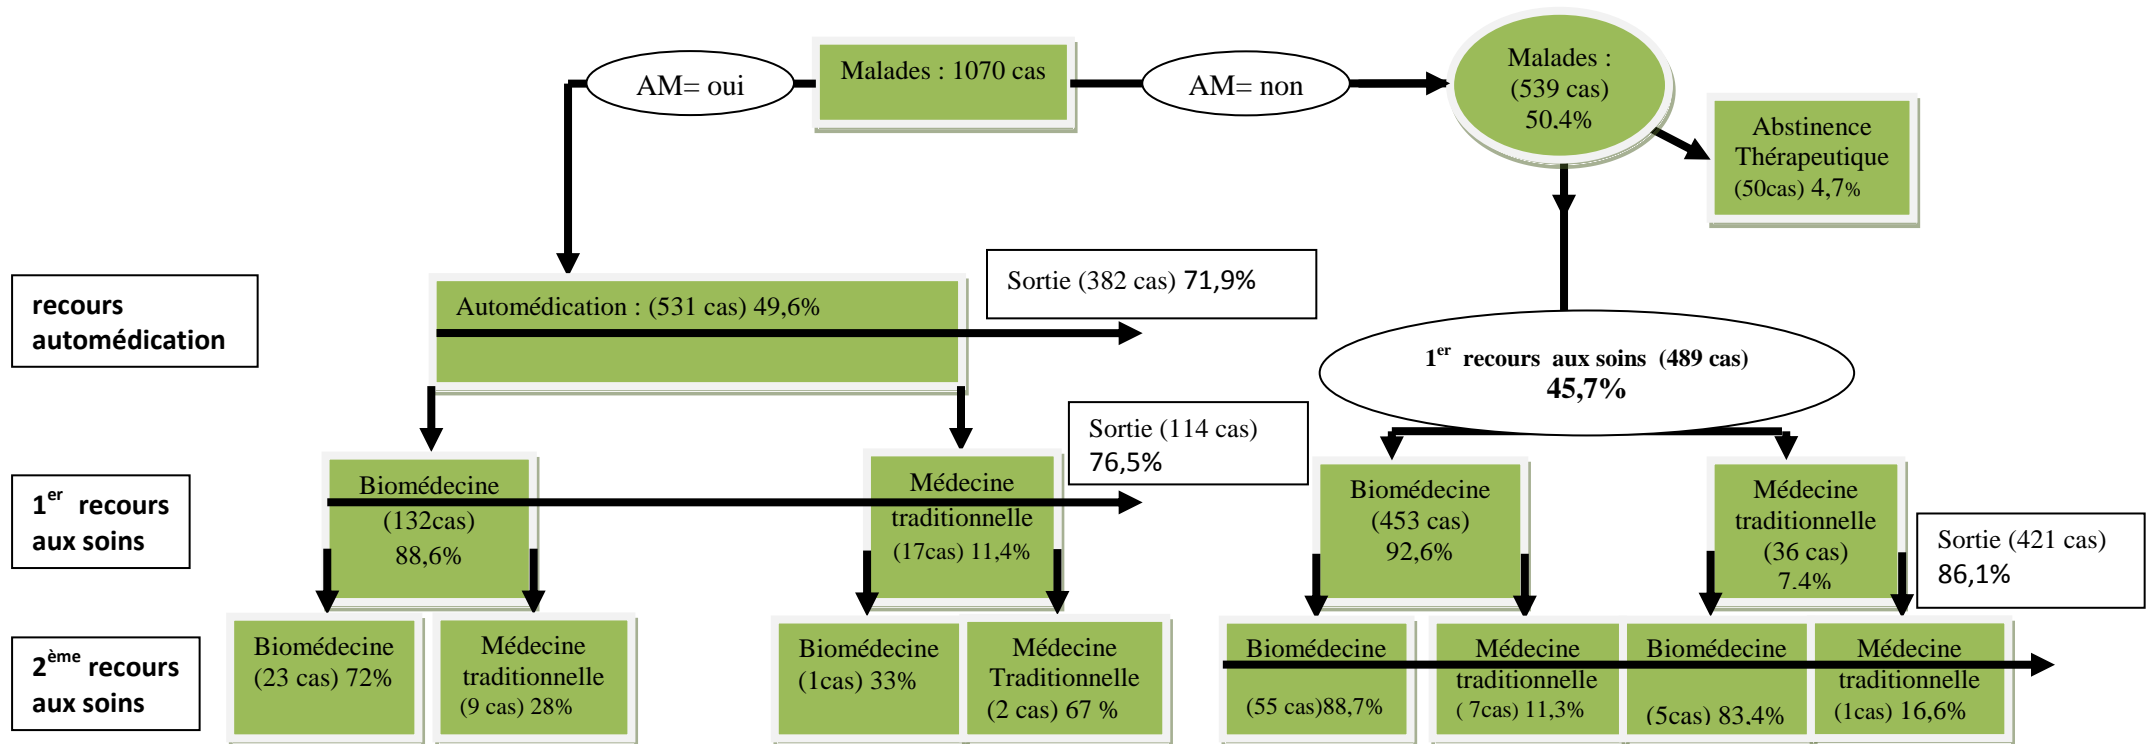 AM= oui
Malades : 1070 cas
AM= non
Malades :
(539 cas)
50,4%
Abstinence
Thérapeutique
(50cas) 4,7%
recours
automédication
Automédication : (531 cas) 49,6%
Sortie (382 cas) 71,9%
1er recours aux soins (489 cas)
45,7%
1er recours
aux soins
Biomédecine
(132cas)
88,6%
Médecine
traditionnelle
(17cas) 11,4%
Sortie (114 cas)
76,5%
Biomédecine
(453 cas)
92,6%
Médecine
traditionnelle
(36 cas)
7.4%
Sortie (421 cas)
86,1%
2ème recours
aux soins
Biomédecine
(23 cas) 72%
Médecine
traditionnelle
(9 cas) 28%
Biomédecine
(1cas) 33%
Médecine
Traditionnelle
(2 cas) 67 %
Biomédecine
(55 cas)88,7%
Médecine
traditionnelle
( 7cas) 11,3%
Biomédecine
(5cas) 83,4%
Médecine
traditionnelle
(1cas) 16,6%